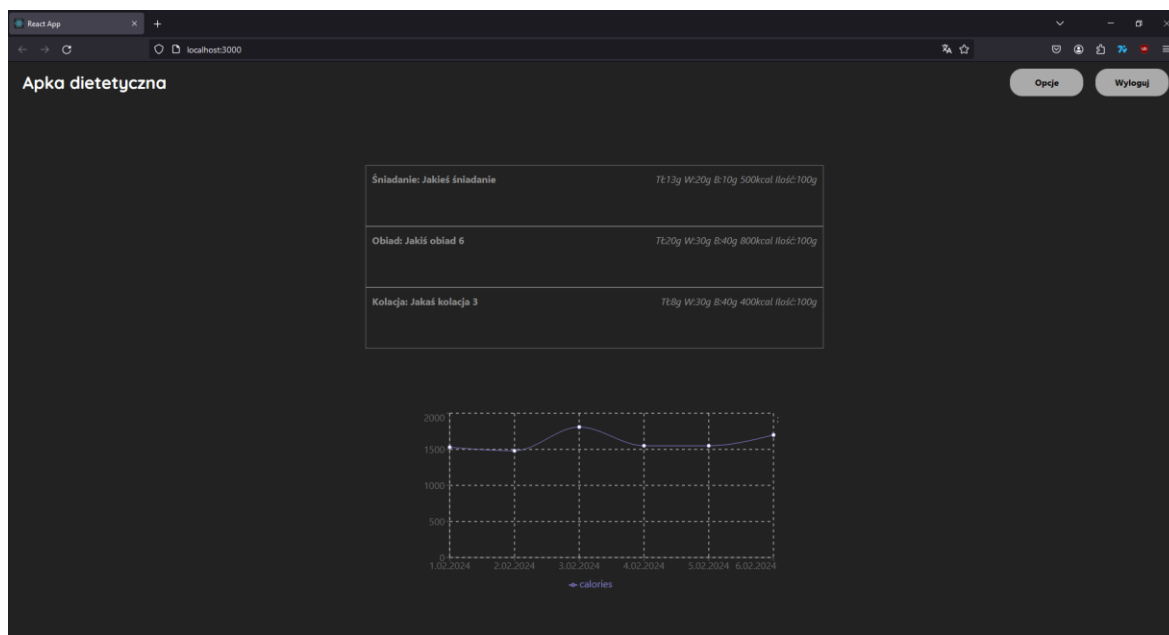 React App
localhost:3000
Apka dietetyczna
Opcje
Wyloguj
Śniadanie: Jakieś śniadanie Tł:13g W:20g B:10g 500kcal Ilość:100g
Obiad: Jakiś obiad 6 Tł:20g W:30g B:40g 800kcal Ilość:100g
Kolacja: Jakaś kolacja 3 Tł:8g W:30g B:40g 400kcal Ilość:100g
2000
1500
1000
500
0
1.02.2024 2.02.2024 3.02.2024 4.02.2024 5.02.2024 6.02.2024
calories